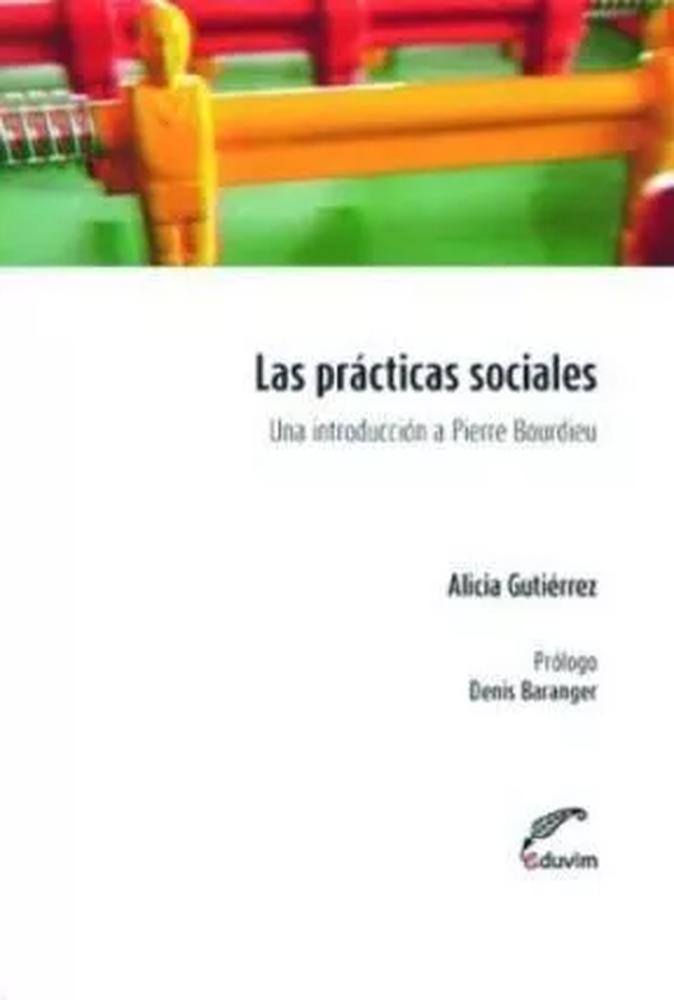 Las prácticas sociales
Una introducción a Pierre Bourdieu
Alicia Gutiérrez
Prólogo
Denis Baranger
eduvim